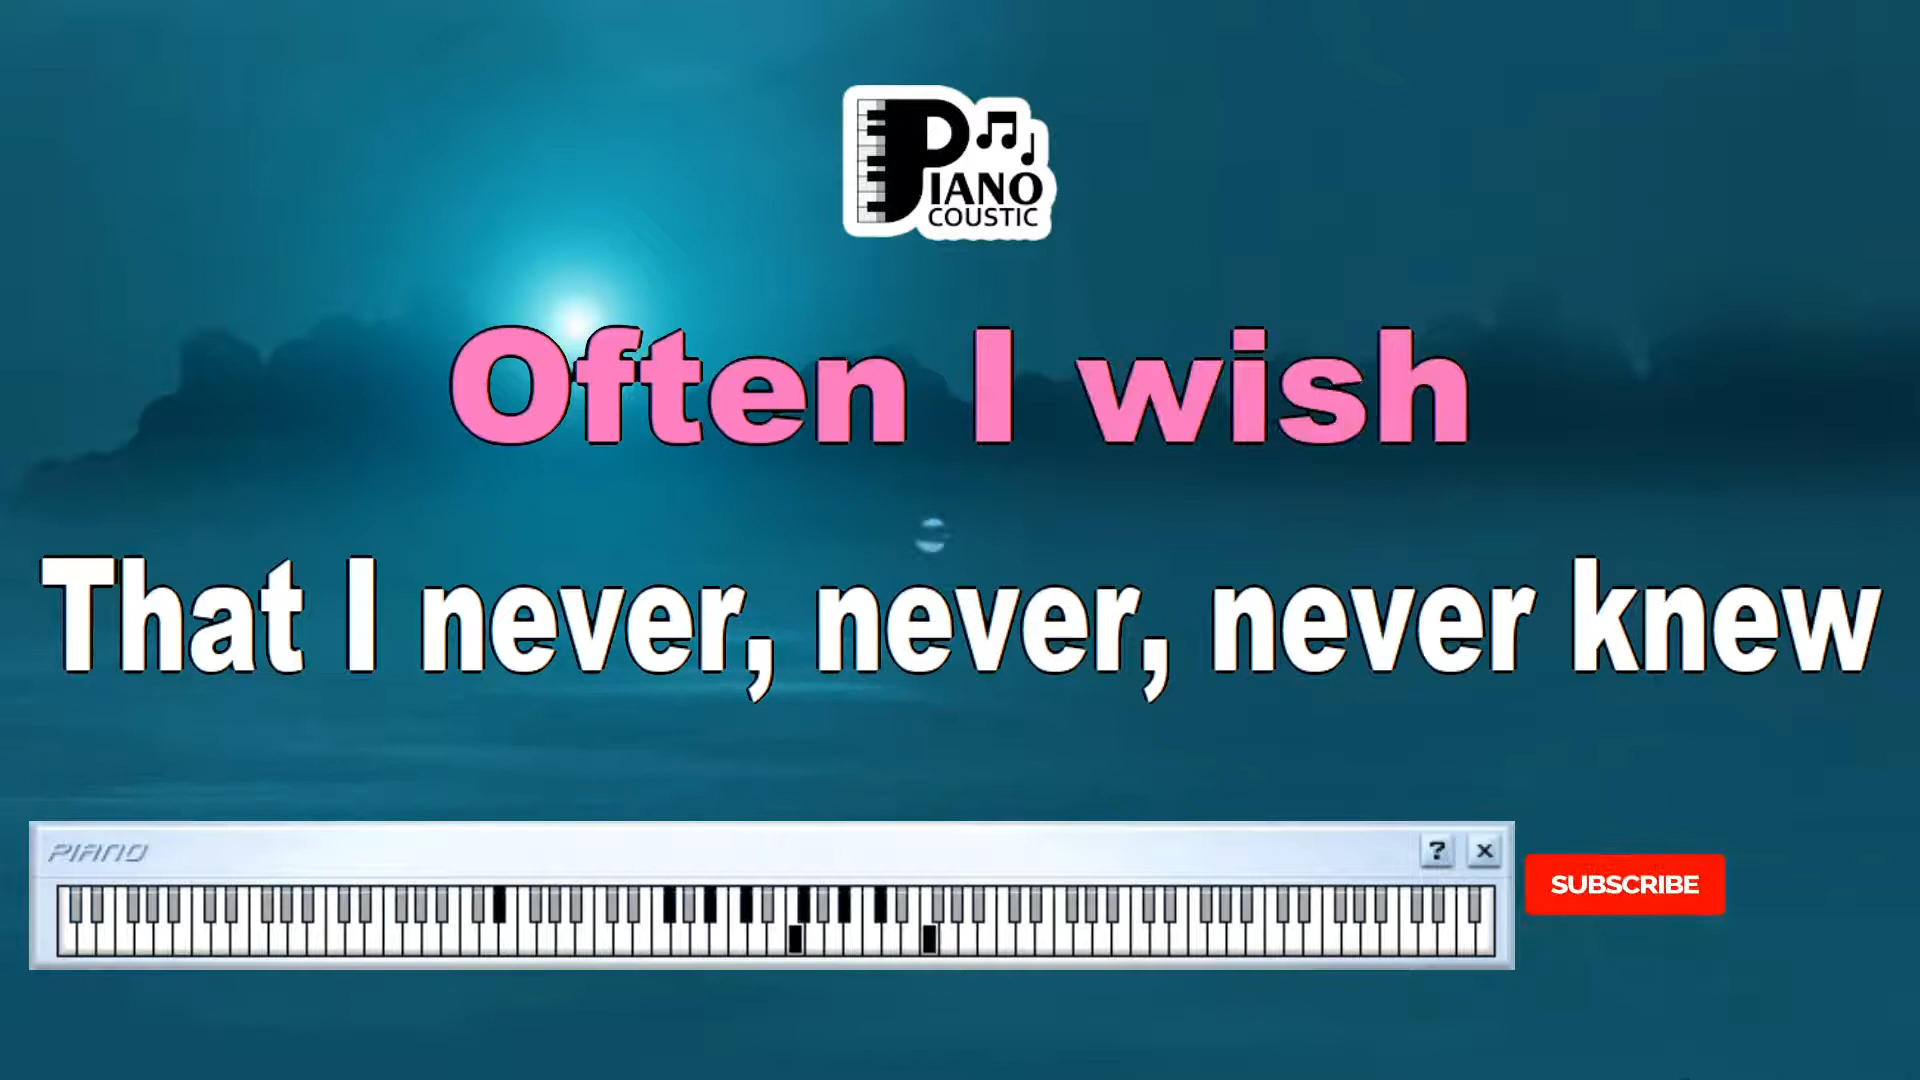 PIANO
COUSTIC
Often I wish
That I never, never, never knew
PIANO
? x
SUBSCRIBE